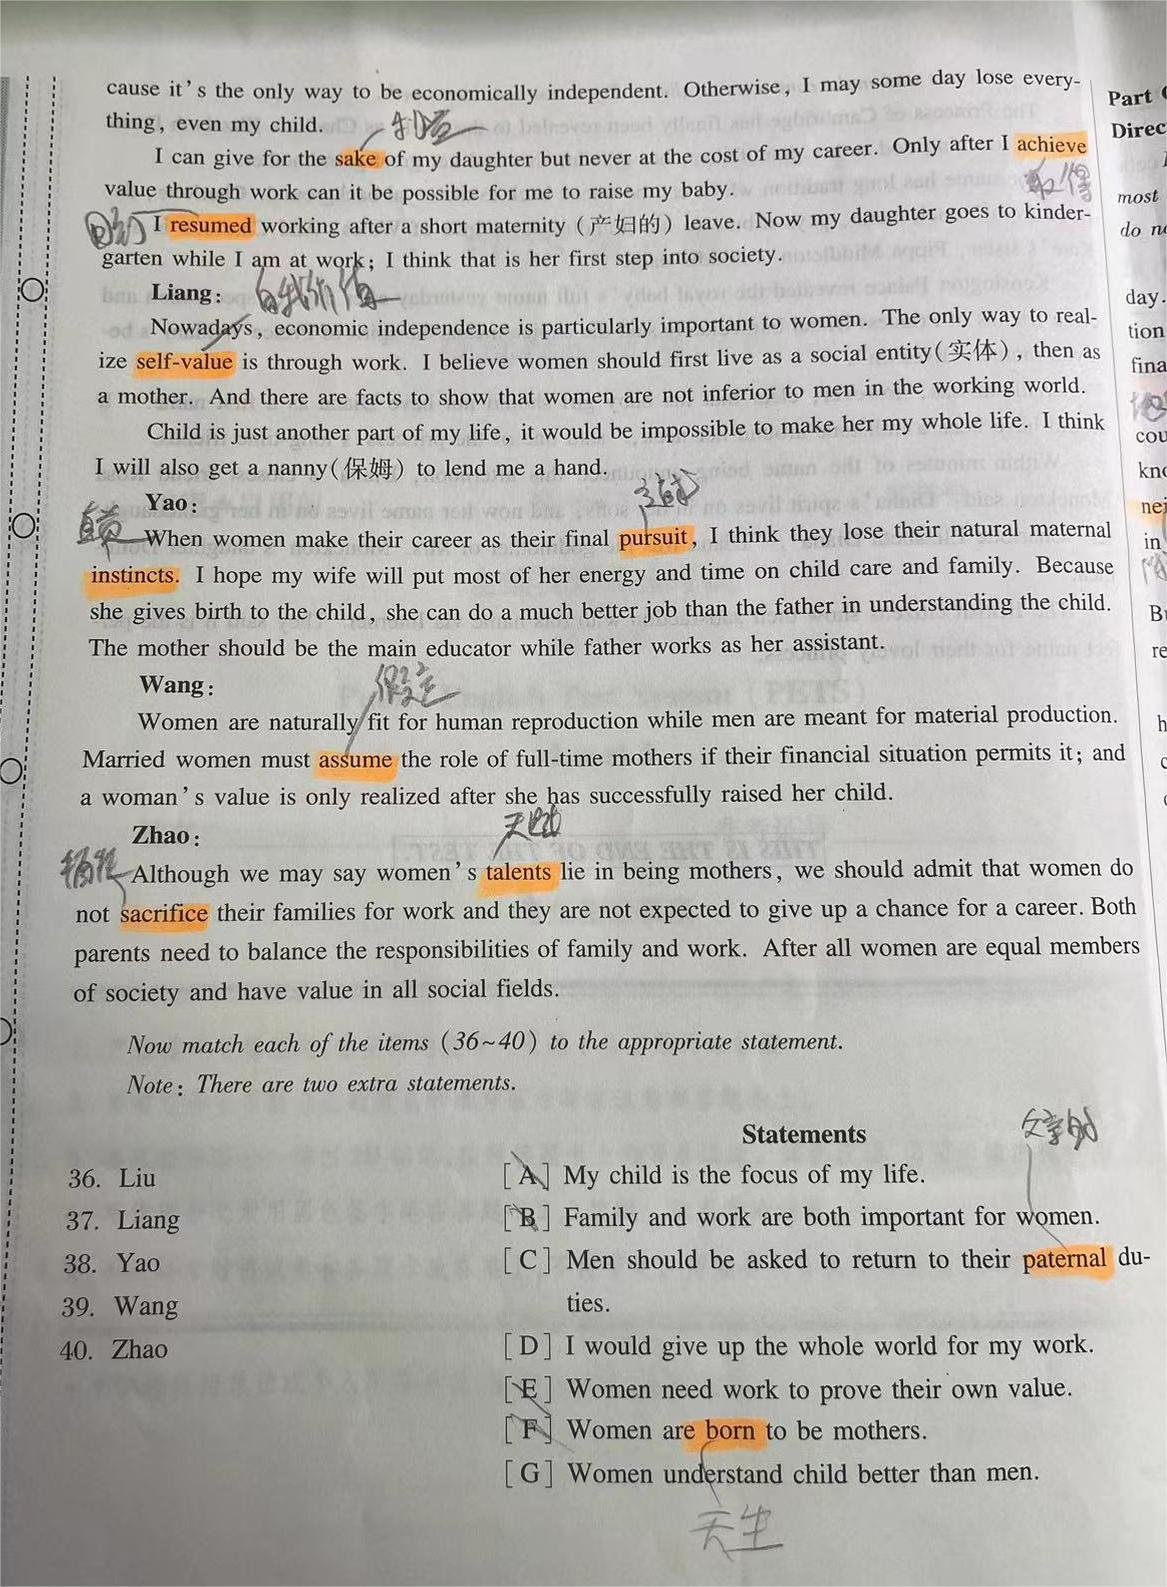 cause it's the only way to be economically independent. Otherwise, I may some day lose every-
thing, even my child.
利益
I can give for the sake of my daughter but never at the cost of my career. Only after I achieve
取得
value through work can it be possible for me to raise my baby.
I resumed working after a short maternity (产妇的) leave. Now my daughter goes to kinder-
garten while I am at work; I think that is her first step into society.
Liang:
自我价值
Nowadays, economic independence is particularly important to women. The only way to real-
ize self-value is through work. I believe women should first live as a social entity(实体), then as
a mother. And there are facts to show that women are not inferior to men in the working world.
Child is just another part of my life, it would be impossible to make her my whole life. I think
I will also get a nanny(保姆) to lend me a hand.
Yao:
When women make their career as their final pursuit, I think they lose their natural maternal
instincts. I hope my wife will put most of her energy and time on child care and family. Because
she gives birth to the child, she can do a much better job than the father in understanding the child.
The mother should be the main educator while father works as her assistant.
Wang:
Women are naturally fit for human reproduction while men are meant for material production.
Married women must assume the role of full-time mothers if their financial situation permits it; and
a woman's value is only realized after she has successfully raised her child.
Zhao:
天赋
牺牲
Although we may say women's talents lie in being mothers, we should admit that women do
not sacrifice their families for work and they are not expected to give up a chance for a career. Both
parents need to balance the responsibilities of family and work. After all women are equal members
of society and have value in all social fields.
Now match each of the items (36~40) to the appropriate statement.
Note: There are two extra statements.
Statements
父亲的
36. Liu
37. Liang
38. Yao
39. Wang
40. Zhao
[A] My child is the focus of my life.
[B] Family and work are both important for women.
[C] Men should be asked to return to their paternal du-
ties.
[D] I would give up the whole world for my work.
[E] Women need work to prove their own value.
[F] Women are born to be mothers.
[G] Women understand child better than men.
天生
Part
Direc
most
do
day.
tion
fina
cou
in